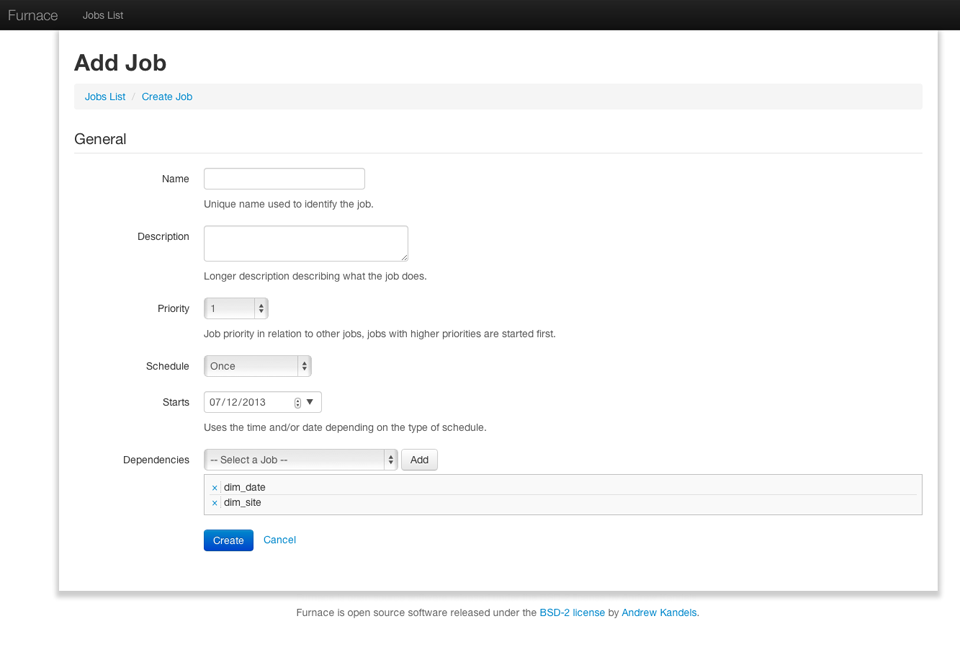 Furnace Jobs List
Add Job
Jobs List / Create Job
General
Name
Unique name used to identify the job.
Description
Longer description describing what the job does.
Priority 1
Job priority in relation to other jobs, jobs with higher priorities are started first.
Schedule Once
Starts 07/12/2013
Uses the time and/or date depending on the type of schedule.
Dependencies -- Select a Job -- Add
× dim_date
× dim_site
Create Cancel
Furnace is open source software released under the BSD-2 license by Andrew Kandels.